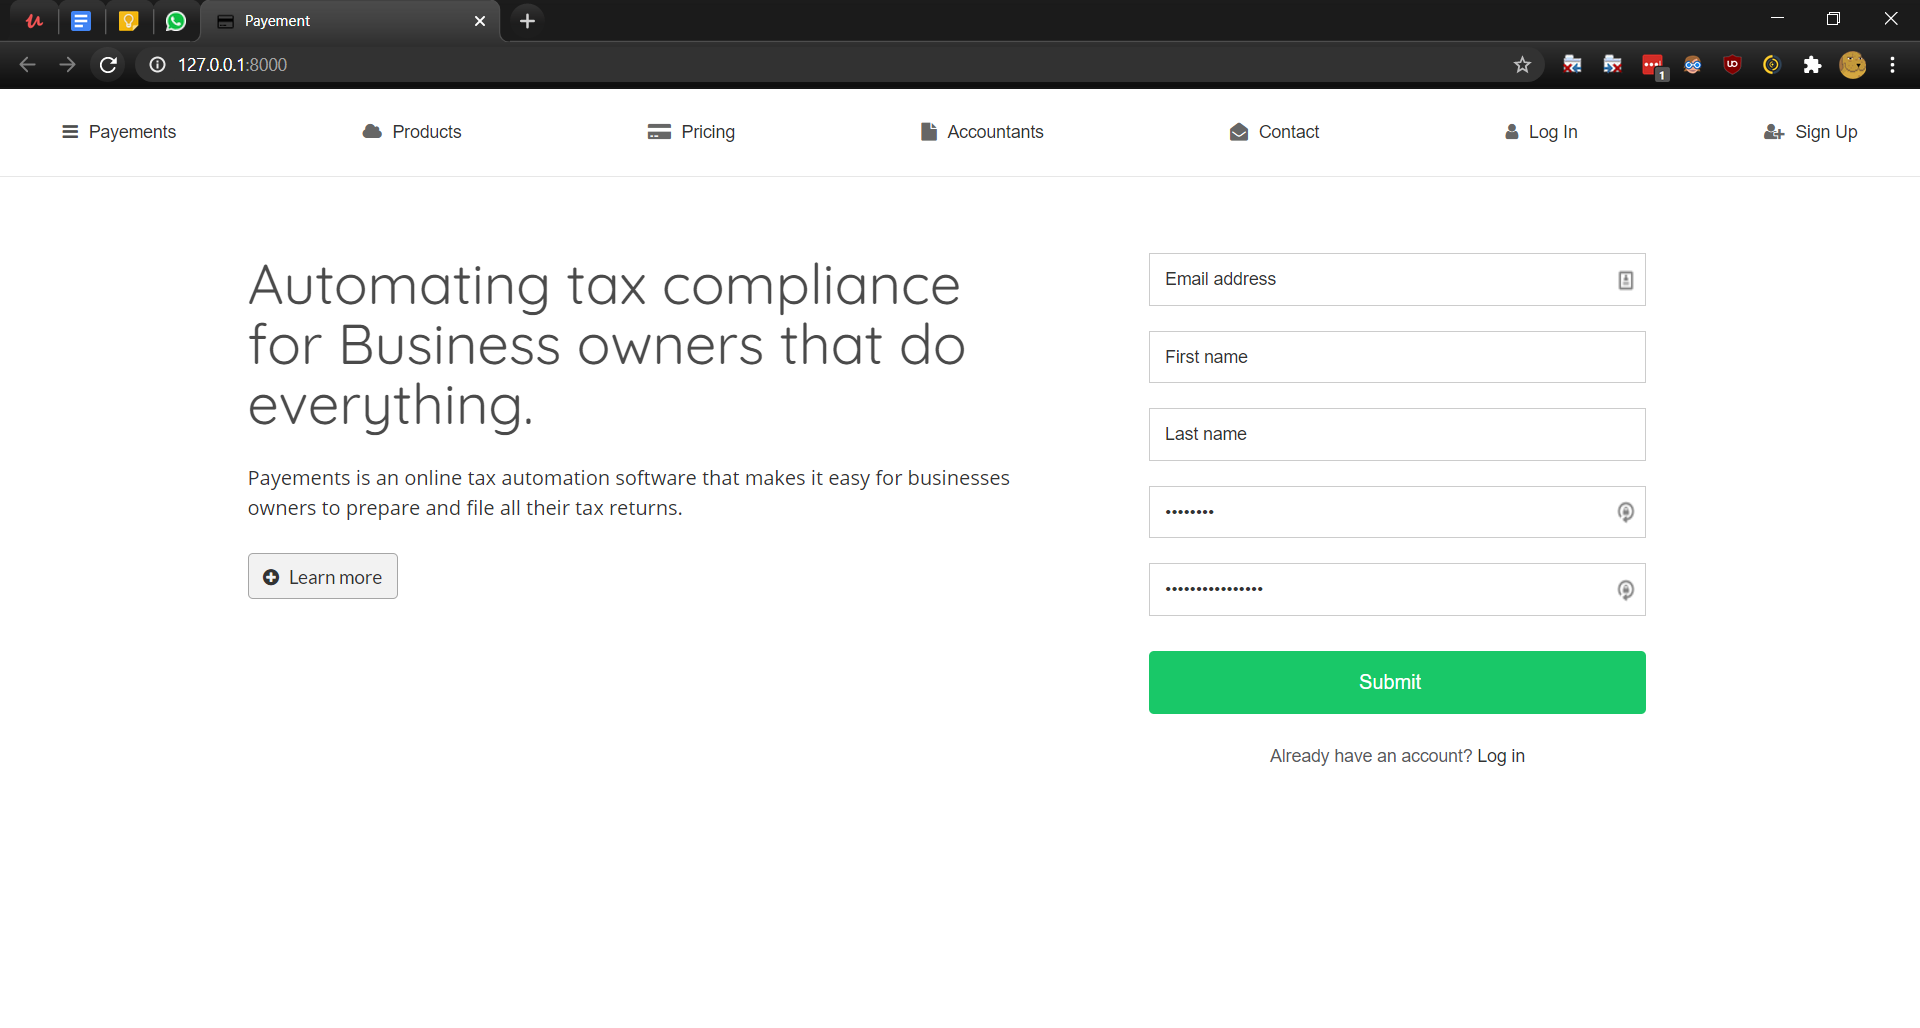 Payement
127.0.0.1:8000
1
Payements
Products
Pricing
Accountants
Contact
Log In
Sign Up
Automating tax compliance
for Business owners that do
everything.
Payements is an online tax automation software that makes it easy for businesses
owners to prepare and file all their tax returns.
Learn more
Email address
First name
Last name
••••••••
••••••••••••••••
Submit
Already have an account? Log in